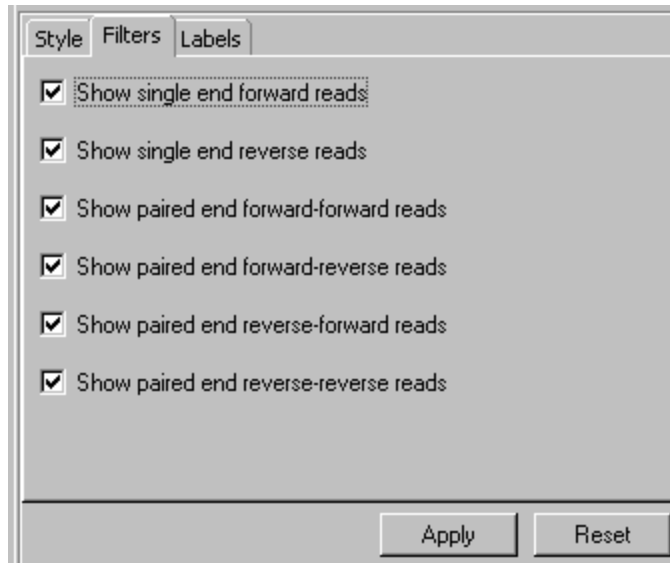 Style Filters Labels
Show single end forward reads
Show single end reverse reads
Show paired end forward-forward reads
Show paired end forward-reverse reads
Show paired end reverse-forward reads
Show paired end reverse-reverse reads
Apply Reset